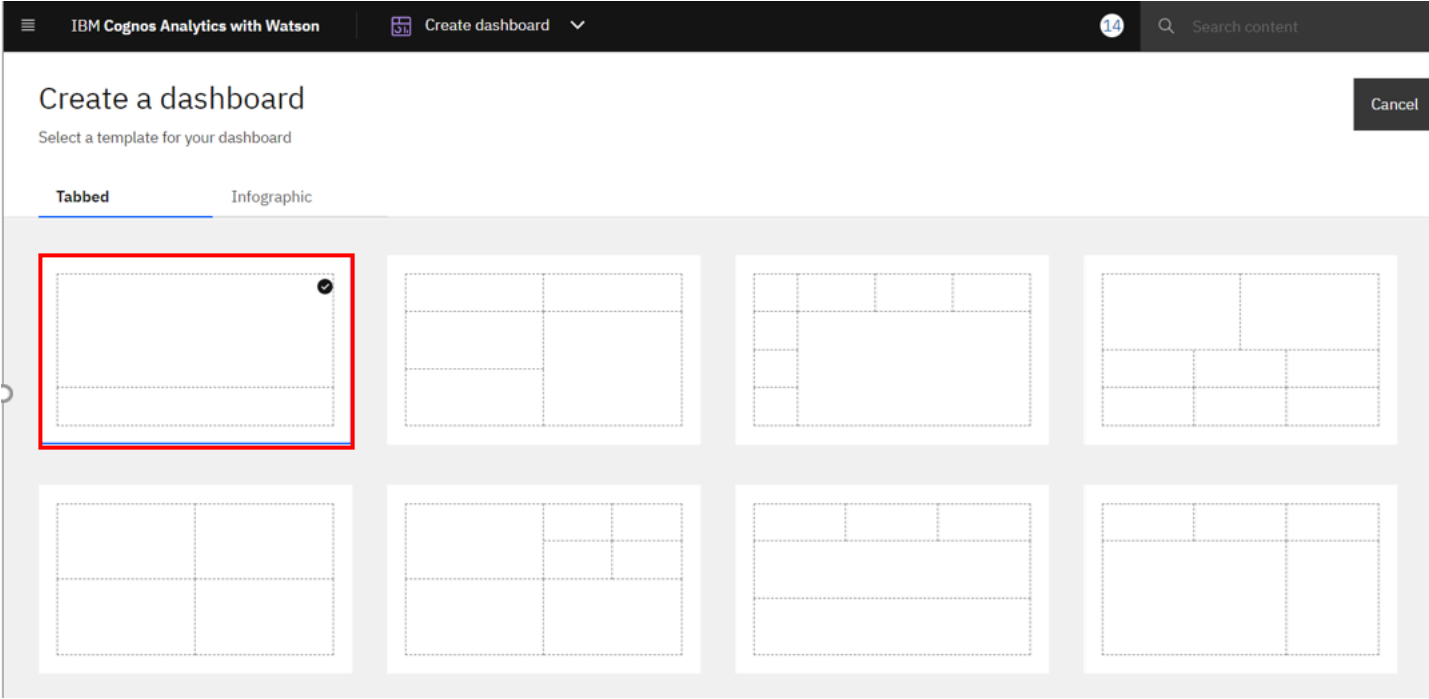 IBM Cognos Analytics with Watson
Create dashboard
14
Search content
Create a dashboard
Cancel
Select a template for your dashboard
Tabbed
Infographic